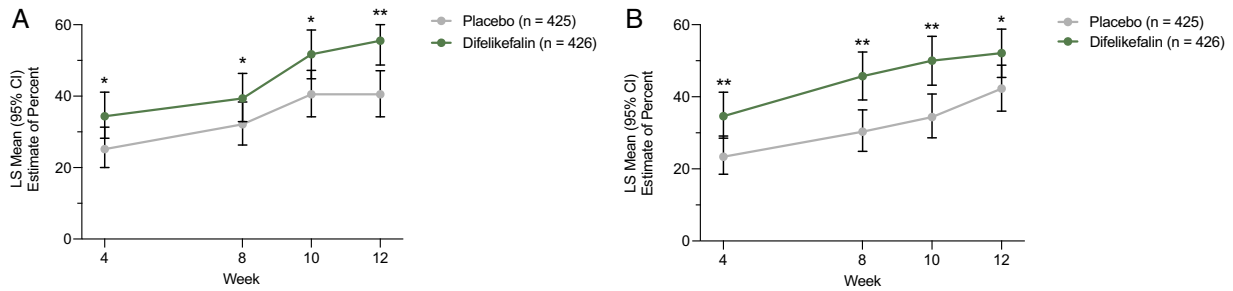 A
LS Mean (95% CI)
Estimate of Percent
60
40
20
0
*
*
*
**
4
8
10
12
Week
Placebo (n = 425)
Difelikefalin (n = 426)
B
LS Mean (95% CI)
Estimate of Percent
60
40
20
0
**
**
**
*
4
8
10
12
Week
Placebo (n = 425)
Difelikefalin (n = 426)